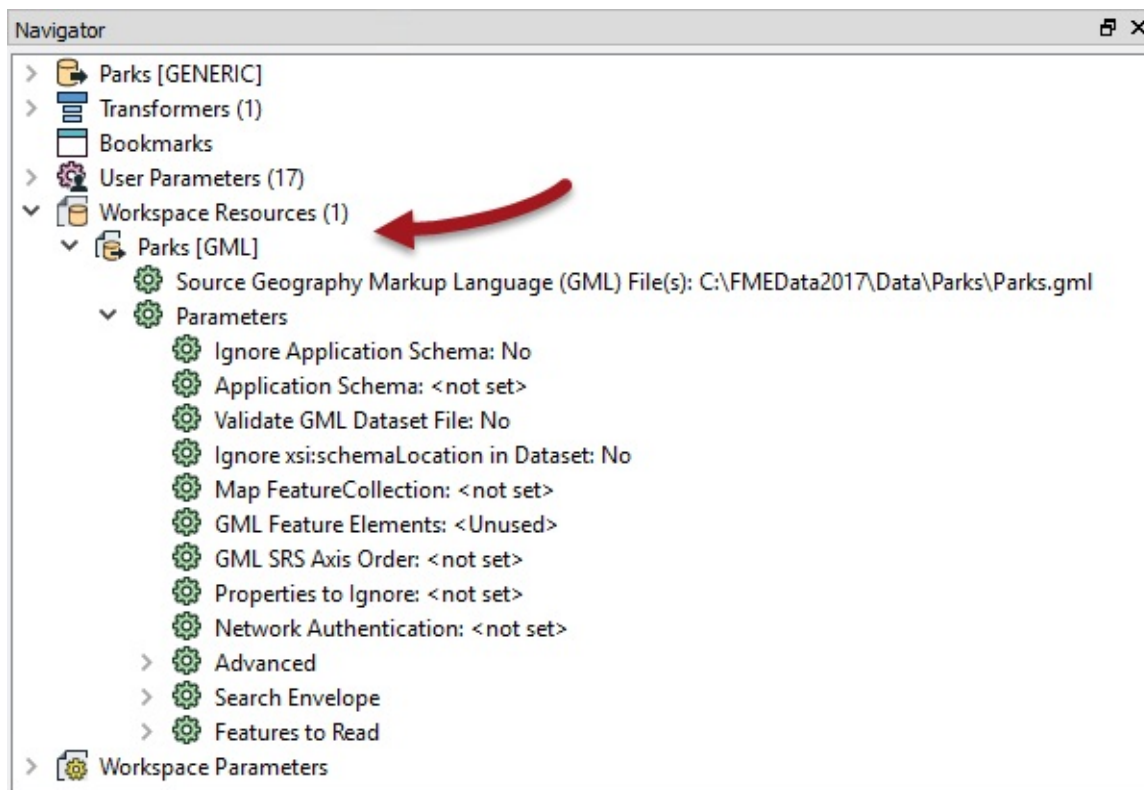 Navigator
Parks [GENERIC]
Transformers (1)
Bookmarks
User Parameters (17)
Workspace Resources (1)
Parks [GML]
Source Geography Markup Language (GML) File(s): C:\FMEData2017\Data\Parks\Parks.gml
Parameters
Ignore Application Schema: No
Application Schema: <not set>
Validate GML Dataset File: No
Ignore xsi:schemaLocation in Dataset: No
Map FeatureCollection: <not set>
GML Feature Elements: <Unused>
GML SRS Axis Order: <not set>
Properties to Ignore: <not set>
Network Authentication: <not set>
Advanced
Search Envelope
Features to Read
Workspace Parameters